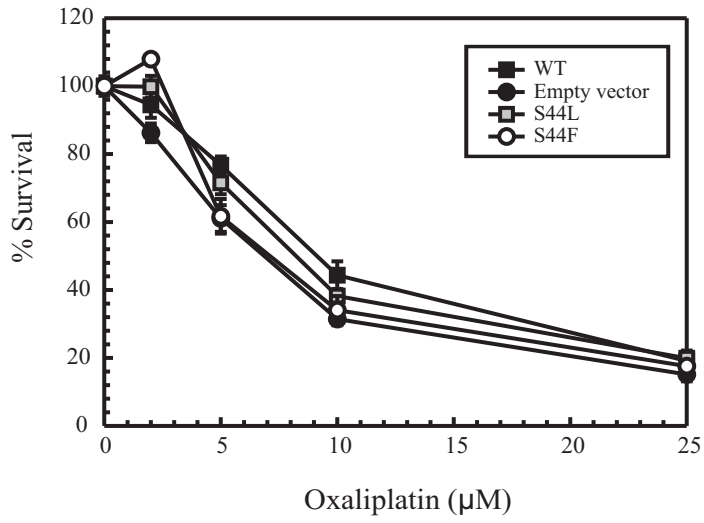 120
100
80
60
40
20
0
% Survival
WT
Empty vector
S44L
S44F
0 5 10 15 20 25
Oxaliplatin (μM)